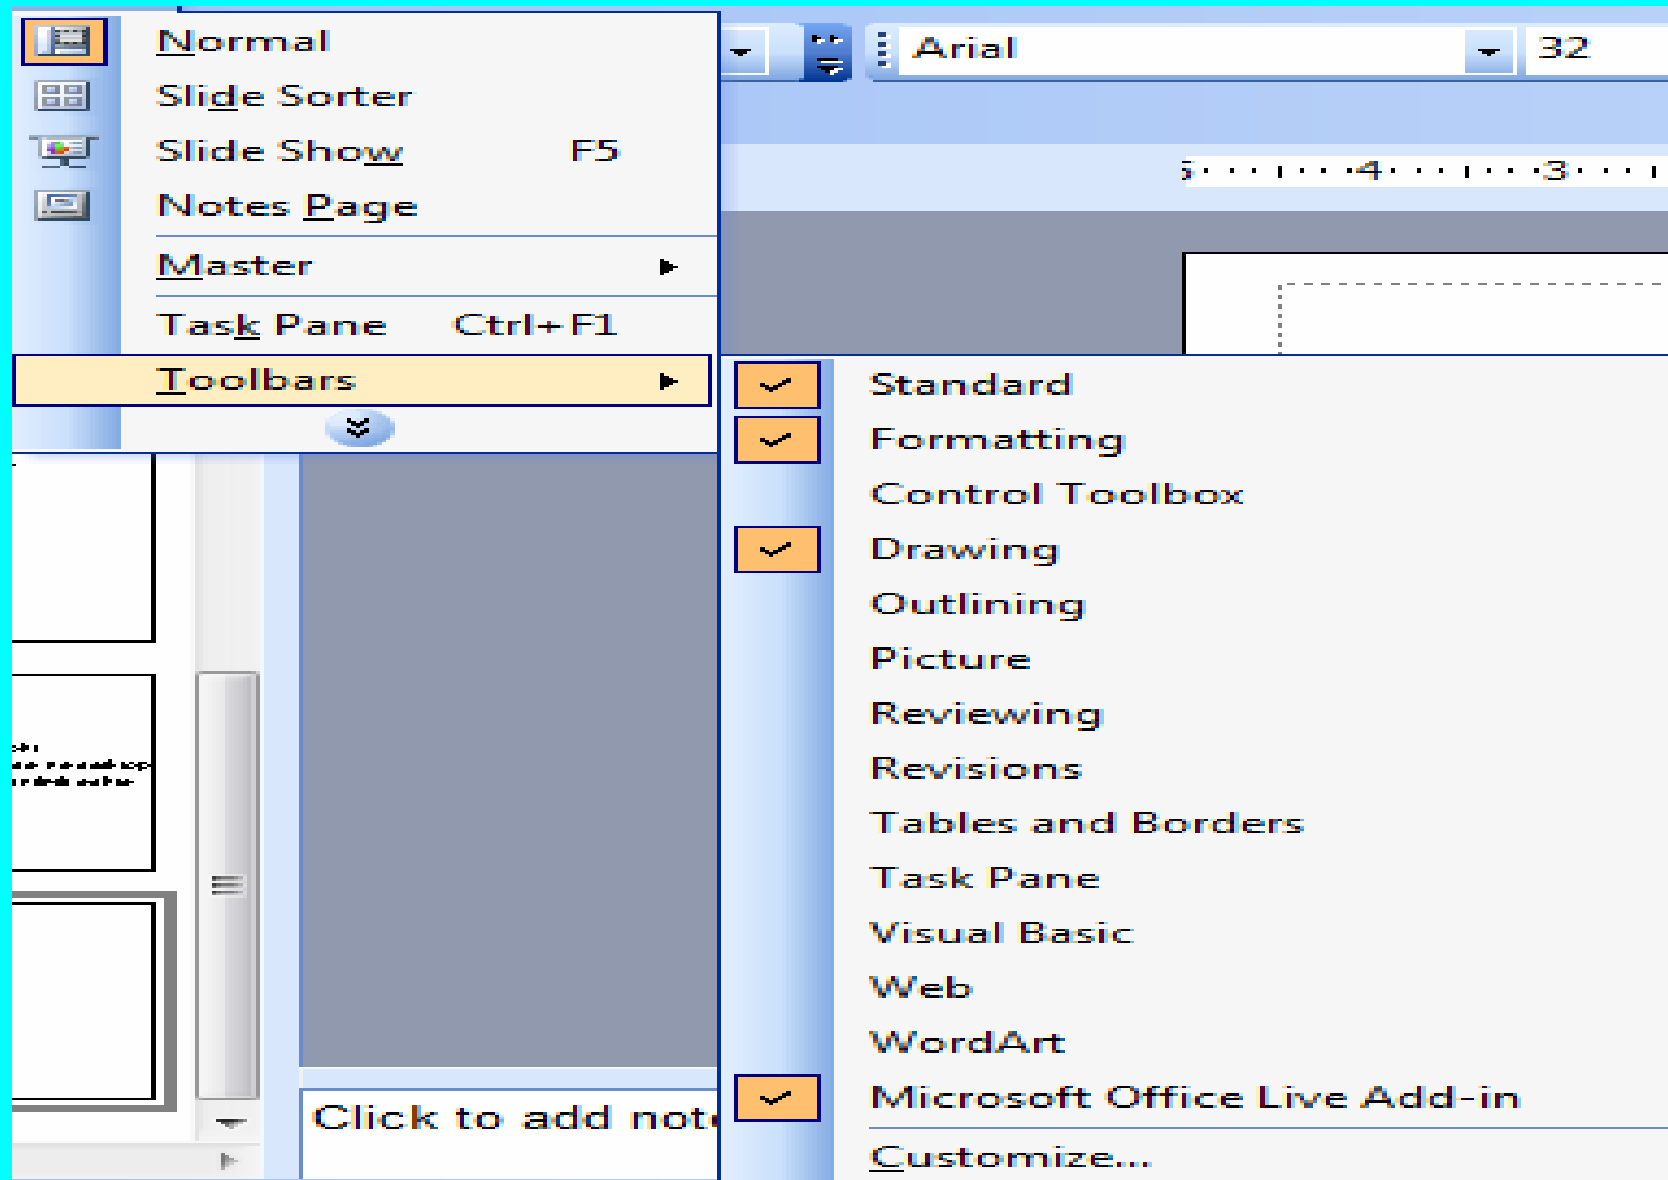 Normal
Slide Sorter
Slide Show F5
Notes Page
Master
Task Pane Ctrl+F1
Toolbars
Arial 32
4 3
Standard
Formatting
Control Toolbox
Drawing
Outlining
Picture
Reviewing
Revisions
Tables and Borders
Task Pane
Visual Basic
Web
WordArt
Microsoft Office Live Add-in
Customize...
Click to add